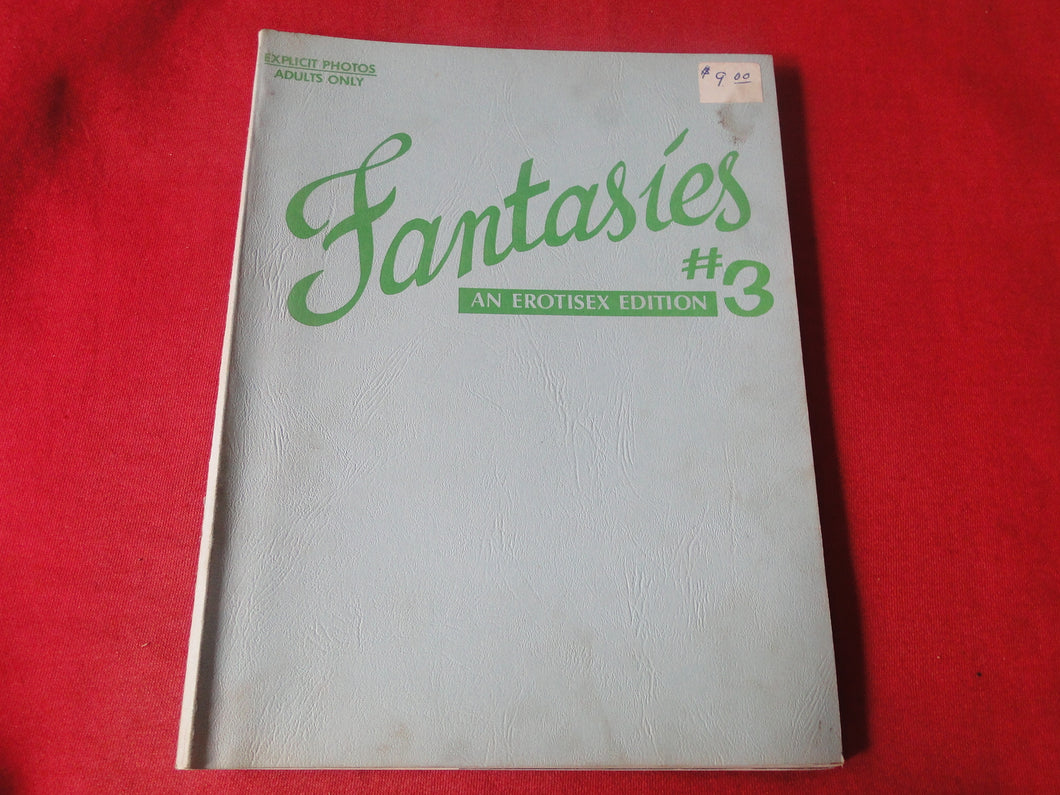 EXPLICIT PHOTOS
ADULTS ONLY
$9.00
Fantasies
#3
AN EROTISEX EDITION